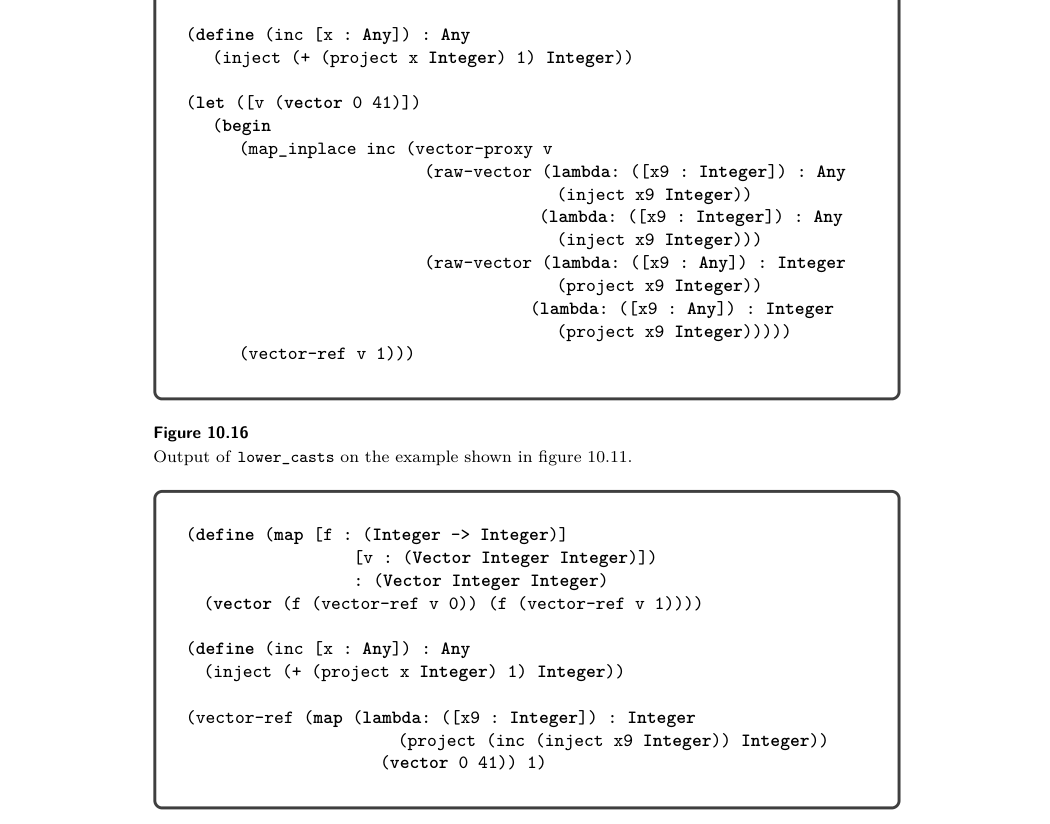 (define (inc [x : Any]) : Any
(inject (+ (project x Integer) 1) Integer))
(let ([v (vector 0 41)])
(begin
(map_inplace inc (vector-proxy v
(raw-vector (lambda: ([x9 : Integer]) : Any
(inject x9 Integer))
(lambda: ([x9 : Integer]) : Any
(inject x9 Integer)))
(raw-vector (lambda: ([x9 : Any]) : Integer
(project x9 Integer))
(lambda: ([x9 : Any]) : Integer
(project x9 Integer)))))
(vector-ref v 1)))
Figure 10.16
Output of lower_casts on the example shown in figure 10.11.
(define (map [f : (Integer -> Integer)]
[v : (Vector Integer Integer)])
: (Vector Integer Integer)
(vector (f (vector-ref v 0)) (f (vector-ref v 1))))
(define (inc [x : Any]) : Any
(inject (+ (project x Integer) 1) Integer))
(vector-ref (map (lambda: ([x9 : Integer]) : Integer
(project (inc (inject x9 Integer)) Integer))
(vector 0 41)) 1)